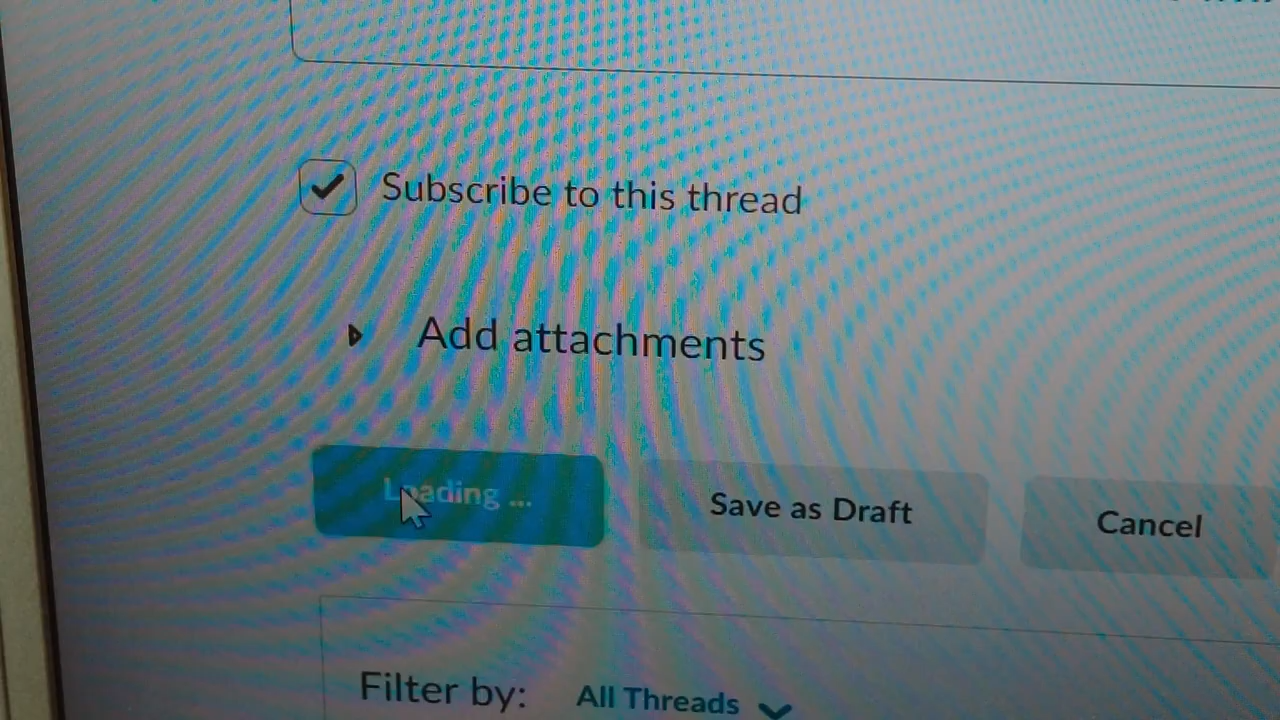 Subscribe to this thread
Add attachments
Loading ...
Save as Draft
Cancel
Filter by: All Threads